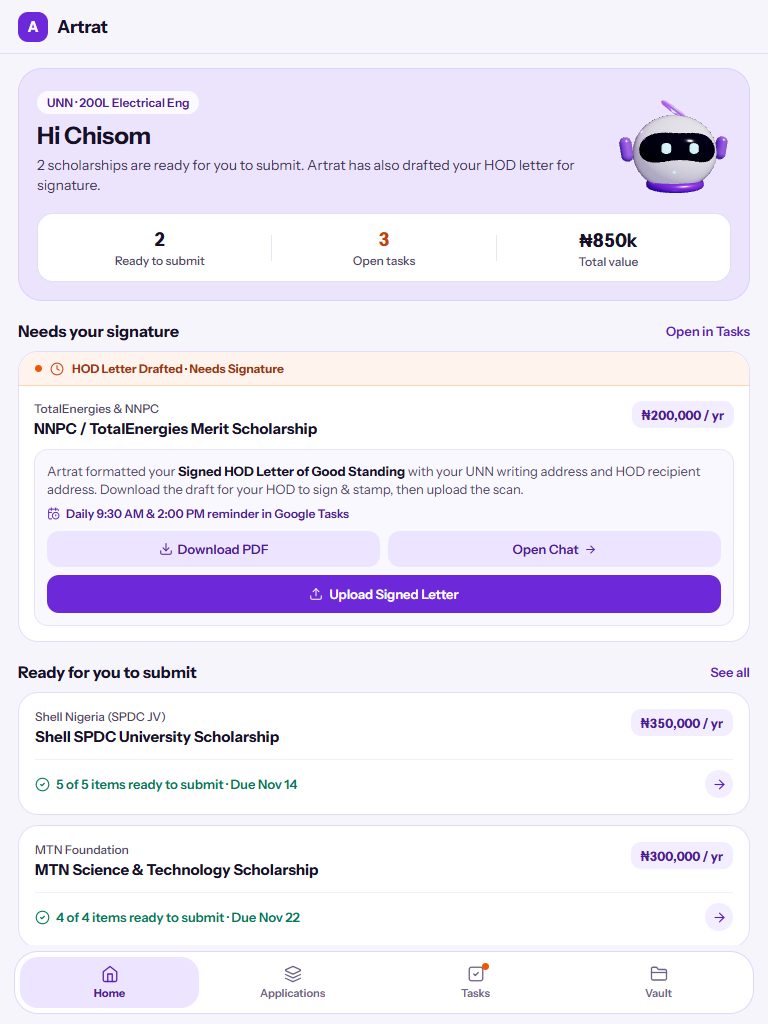 A Artrat
UNN · 200L Electrical Eng
Hi Chisom
2 scholarships are ready for you to submit. Artrat has also drafted your HOD letter for
signature.
2
Ready to submit
3
Open tasks
₦850k
Total value
Needs your signature
Open in Tasks
HOD Letter Drafted · Needs Signature
TotalEnergies & NNPC
NNPC / TotalEnergies Merit Scholarship
₦200,000 / yr
Artrat formatted your Signed HOD Letter of Good Standing with your UNN writing address and HOD recipient
address. Download the draft for your HOD to sign & stamp, then upload the scan.
Daily 9:30 AM & 2:00 PM reminder in Google Tasks
Download PDF
Open Chat →
Upload Signed Letter
Ready for you to submit
See all
Shell Nigeria (SPDC JV)
Shell SPDC University Scholarship
₦350,000 / yr
5 of 5 items ready to submit · Due Nov 14
MTN Foundation
MTN Science & Technology Scholarship
₦300,000 / yr
4 of 4 items ready to submit · Due Nov 22
Home
Applications
Tasks
Vault